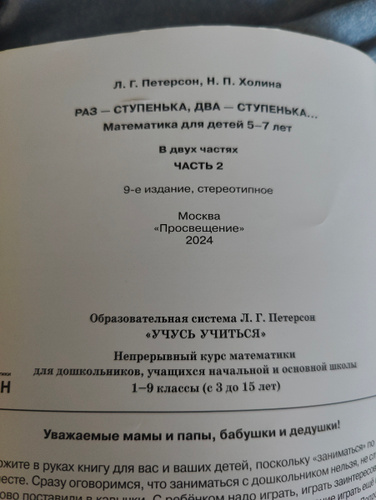 Л. Г. Петерсон, Н. П. Холина
РАЗ — СТУПЕНЬКА, ДВА — СТУПЕНЬКА...
Математика для детей 5–7 лет
В двух частях
ЧАСТЬ 2
9-е издание, стереотипное
Москва
«Просвещение»
2024
Образовательная система Л. Г. Петерсон
«УЧУСЬ УЧИТЬСЯ»
Непрерывный курс математики
для дошкольников, учащихся начальной и основной школы
1–9 классы (с 3 до 15 лет)
Уважаемые мамы и папы, бабушки и дедушки!
в руках книгу для вас и ваших детей, поскольку «заниматься»
Сразу оговоримся, что заниматься с дошкольником нельзя, не
поставили в кавычки. С ребёнком надо играть, играть заинтересо